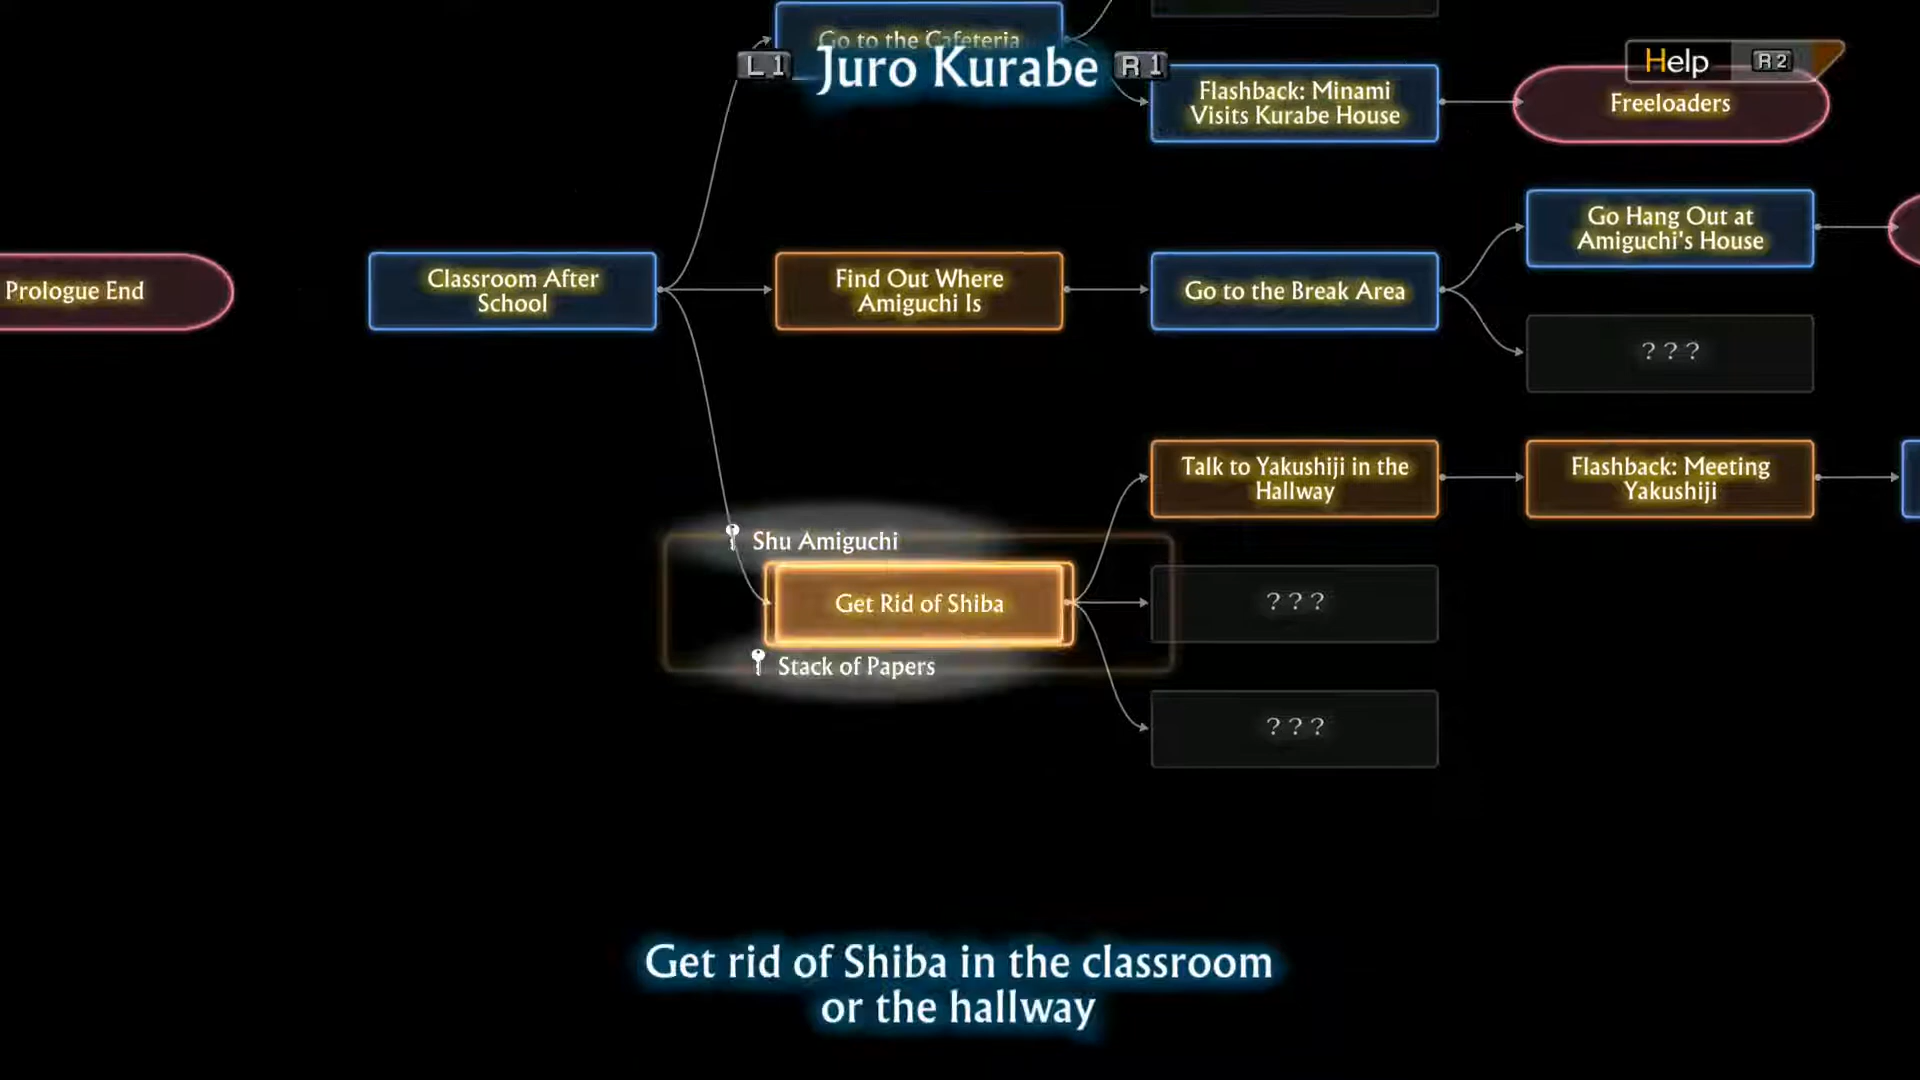 Go to the Cafeteria
L1
Juro Kurabe
R1
Help
R2
Flashback: Minami
Visits Kurabe House
Freeloaders
Prologue End
Classroom After
School
Find Out Where
Amiguchi Is
Go to the Break Area
Go Hang Out at
Amiguchi's House
???
Talk to Yakushiji in the
Hallway
Flashback: Meeting
Yakushiji
Shu Amiguchi
Get Rid of Shiba
Stack of Papers
???
???
Get rid of Shiba in the classroom
or the hallway